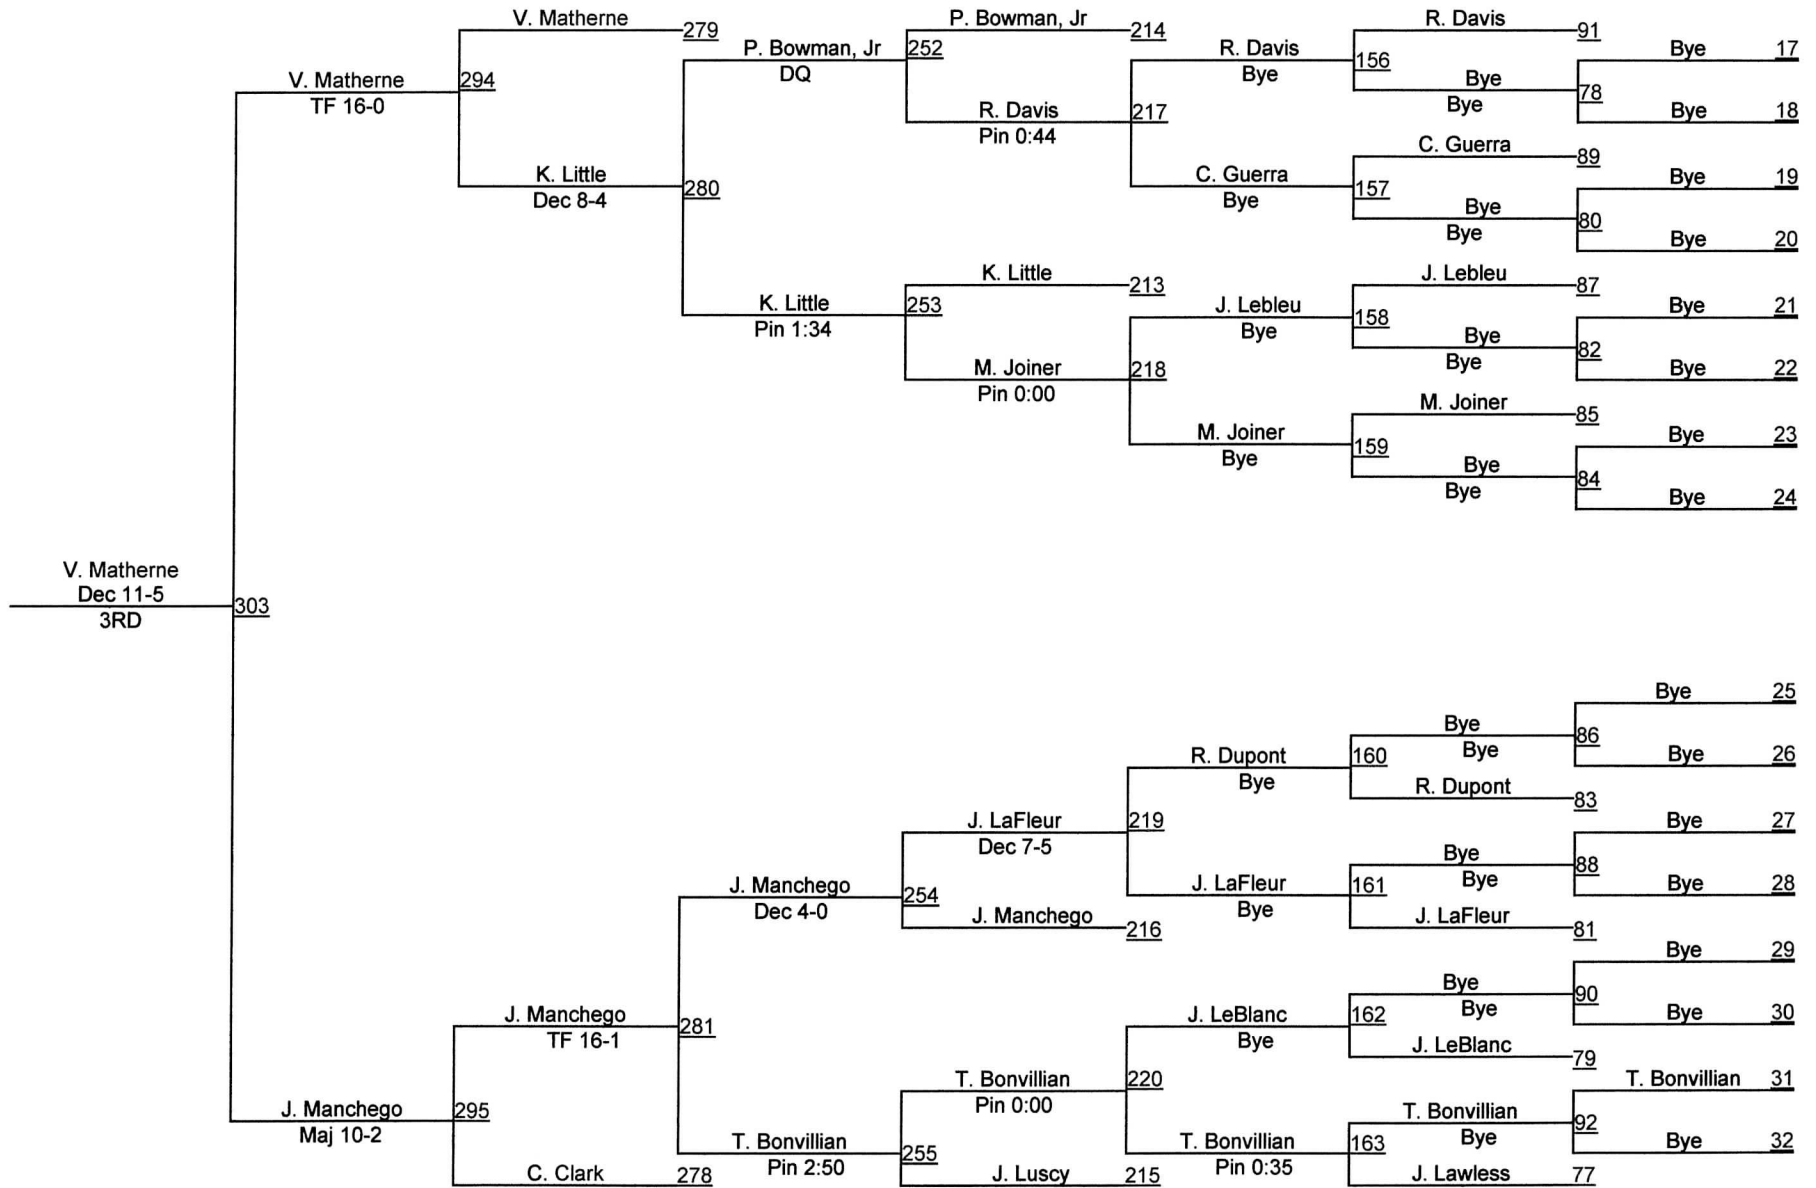 V. Matherne
279
P. Bowman, Jr
214
R. Davis
91
Bye 17
V. Matherne
TF 16-0
294
P. Bowman, Jr
DQ
252
R. Davis
Bye
156
Bye
Bye
78
Bye 18
R. Davis
Pin 0:44
217
C. Guerra
89
Bye 19
K. Little
Dec 8-4
280
C. Guerra
Bye
157
Bye
Bye
80
Bye 20
K. Little
213
J. Lebleu
87
Bye 21
K. Little
Pin 1:34
253
J. Lebleu
Bye
158
Bye
Bye
82
Bye 22
M. Joiner
Pin 0:00
218
M. Joiner
85
Bye 23
M. Joiner
Bye
159
Bye
Bye
84
Bye 24
V. Matherne
Dec 11-5
3RD
303
Bye 25
Bye
Bye
86
Bye 26
R. Dupont
Bye
160
R. Dupont
83
Bye 27
J. LaFleur
Dec 7-5
219
Bye
Bye
88
Bye 28
J. Manchego
Dec 4-0
254
J. LaFleur
Bye
161
J. LaFleur
81
J. Manchego
216
Bye 29
Bye
Bye
90
Bye 30
J. Manchego
TF 16-1
281
J. LeBlanc
Bye
162
J. LeBlanc
79
T. Bonvillian 31
T. Bonvillian
Pin 0:00
220
T. Bonvillian
Bye
92
Bye 32
J. Manchego
Maj 10-2
295
T. Bonvillian
Pin 2:50
255
T. Bonvillian
Pin 0:35
163
C. Clark
278
J. Luscy
215
J. Lawless
77